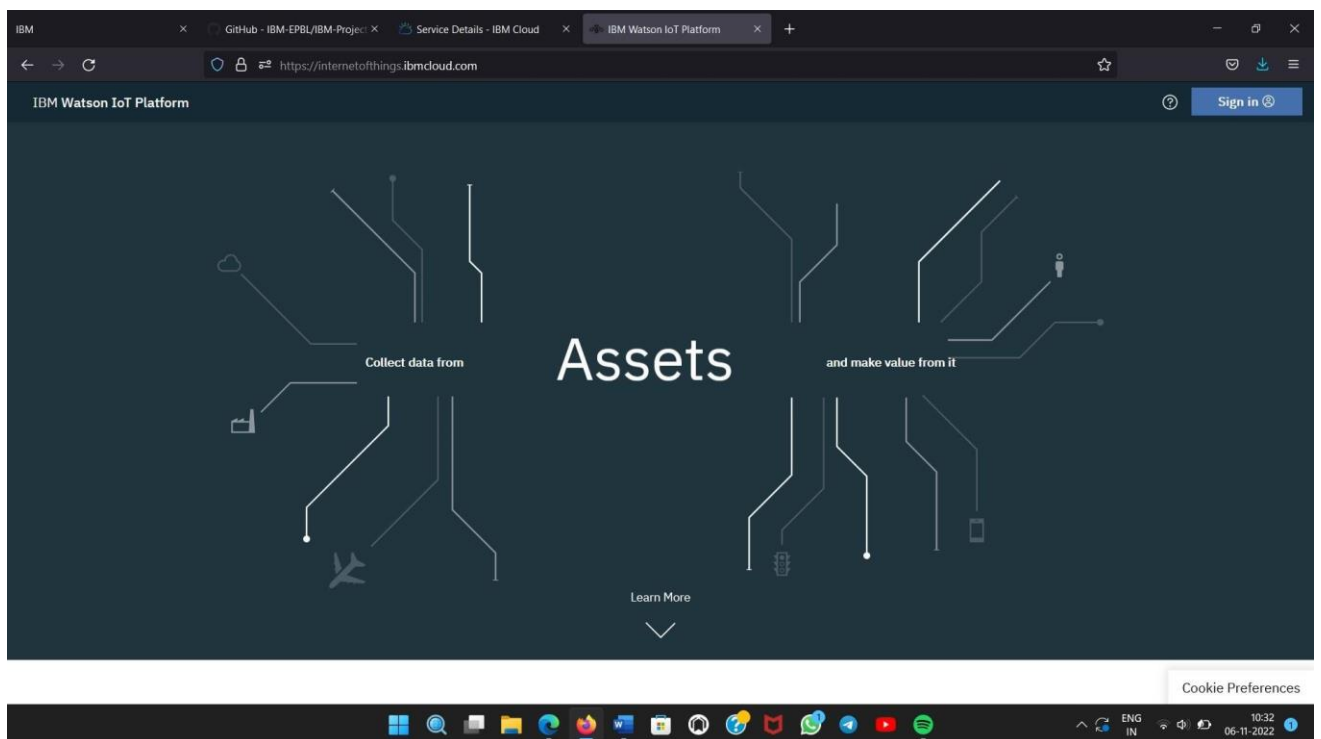 IBM
GitHub - IBM-EPBL/IBM-Project
Service Details - IBM Cloud
IBM Watson IoT Platform
https://internetofthings.ibmcloud.com
IBM Watson IoT Platform
Sign in
Collect data from
Assets
and make value from it
Learn More
Cookie Preferences
ENG
IN
10:32
06-11-2022
1
1